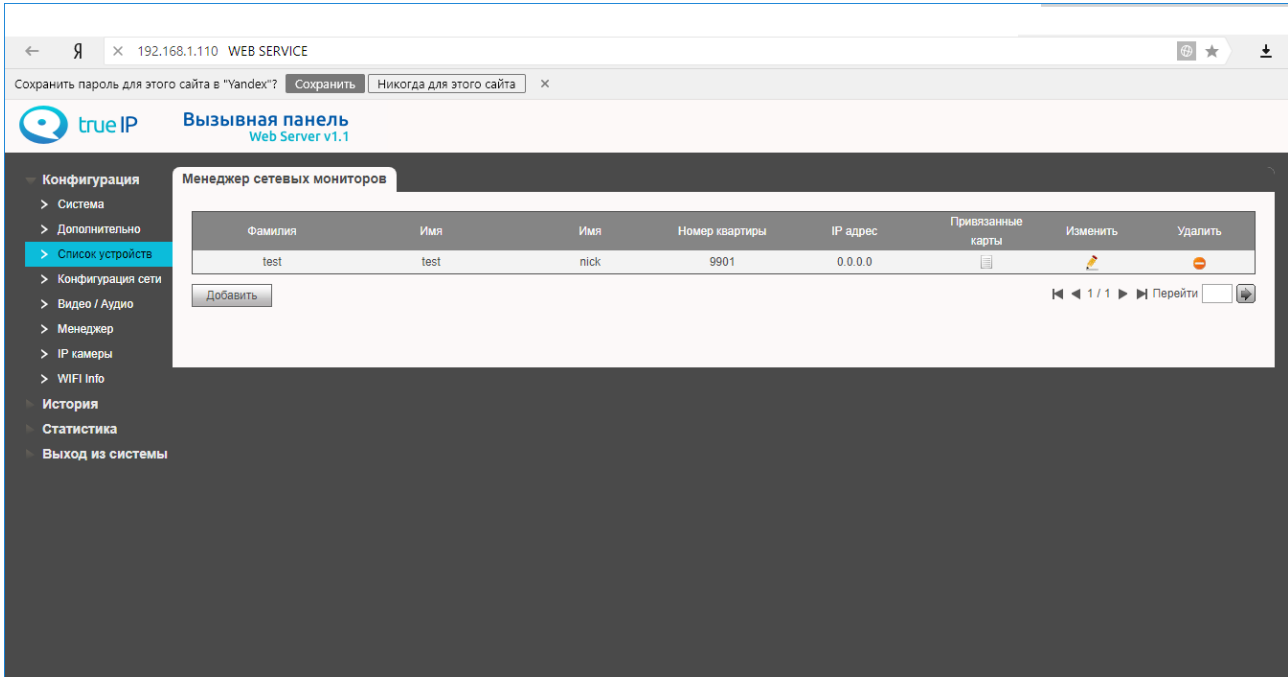 Я 192.168.1.110 WEB SERVICE
Сохранить пароль для этого сайта в "Yandex"? Сохранить Никогда для этого сайта
true IP
Вызывная панель
Web Server v1.1
Конфигурация
Система
Дополнительно
Список устройств
Конфигурация сети
Видео / Аудио
Менеджер
IP камеры
WIFI Info
История
Статистика
Выход из системы
Менеджер сетевых мониторов
Фамилия Имя Имя Номер квартиры IP адрес Привязанные карты Изменить Удалить
test test nick 9901 0.0.0.0
Добавить 1 / 1 Перейти